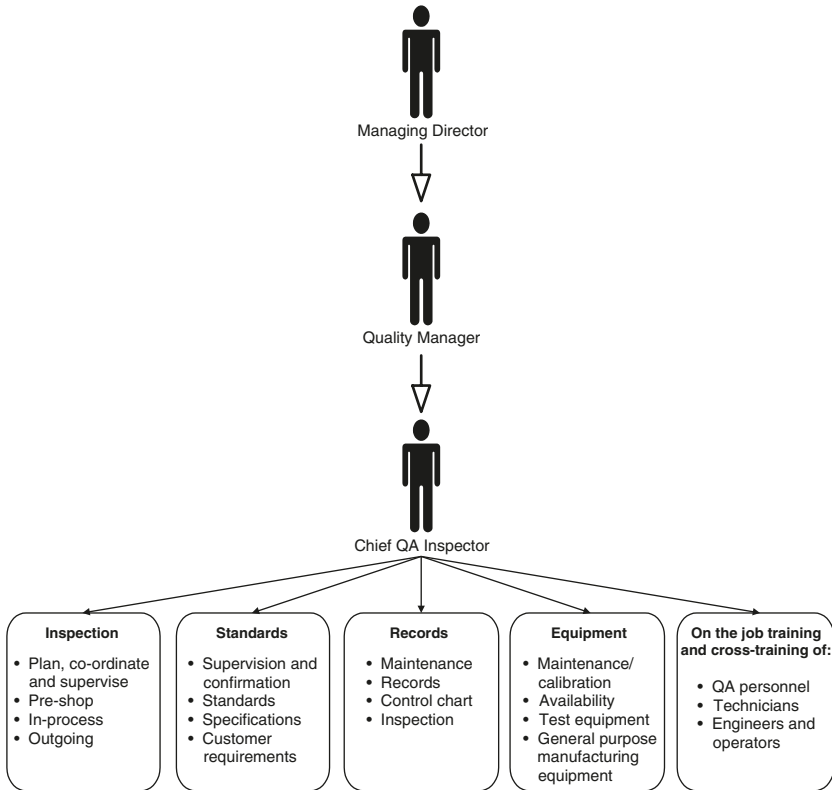 Managing Director
Quality Manager
Chief QA Inspector
Inspection
• Plan, co-ordinate
and supervise
• Pre-shop
• In-process
• Outgoing
Standards
• Supervision and
confirmation
• Standards
• Specifications
• Customer
requirements
Records
• Maintenance
• Records
• Control chart
• Inspection
Equipment
• Maintenance/
calibration
• Availability
• Test equipment
• General purpose
manufacturing
equipment
On the job training
and cross-training of:
• QA personnel
• Technicians
• Engineers and
operators